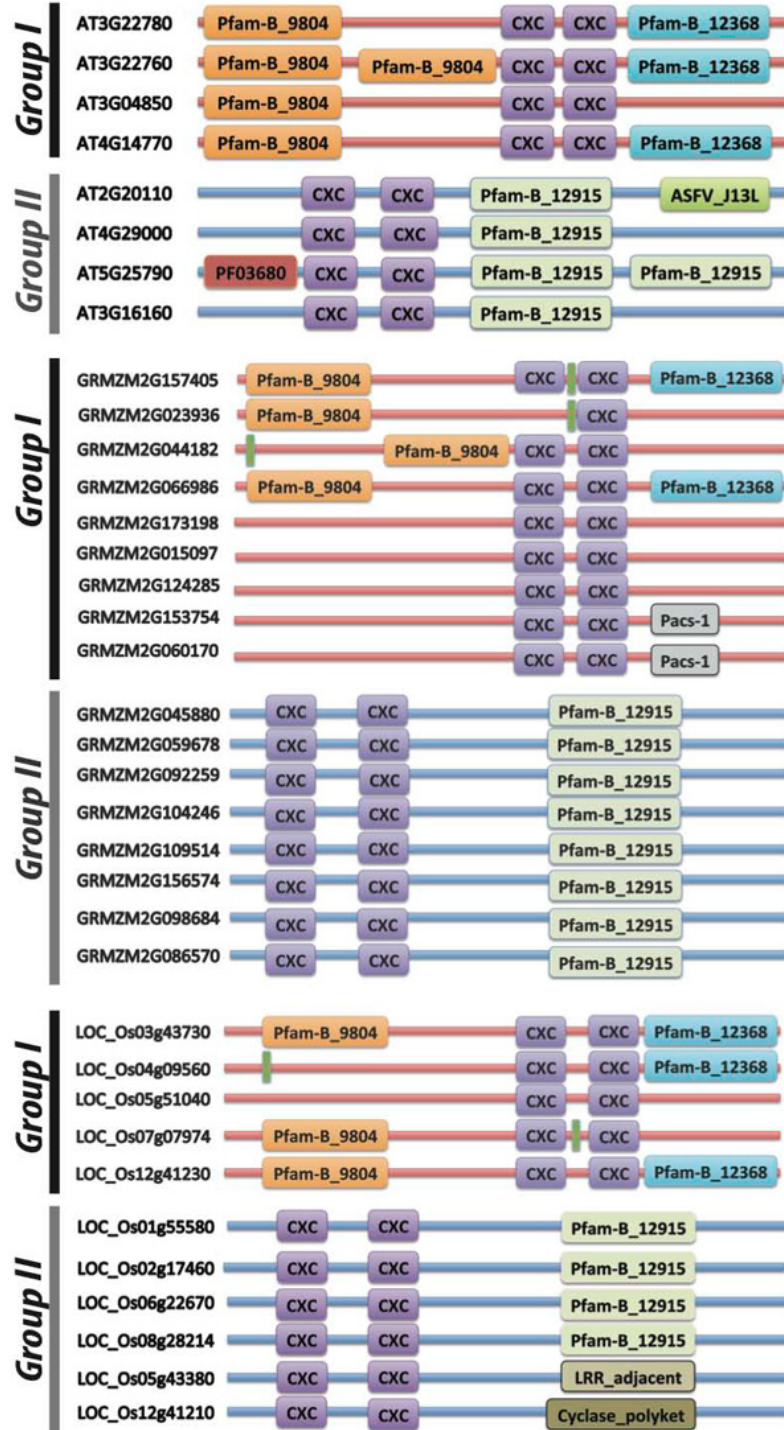 Group I
AT3G22780 Pfam-B_9804 CXC CXC Pfam-B_12368
AT3G22760 Pfam-B_9804 Pfam-B_9804 CXC CXC Pfam-B_12368
AT3G04850 Pfam-B_9804 CXC CXC
AT4G14770 Pfam-B_9804 CXC CXC Pfam-B_12368
Group II
AT2G20110 CXC CXC Pfam-B_12915 ASFV_J13L
AT4G29000 CXC CXC Pfam-B_12915
AT5G25790 PF03680 CXC CXC Pfam-B_12915 Pfam-B_12915
AT3G16160 CXC CXC Pfam-B_12915
Group I
GRMZM2G157405 Pfam-B_9804 CXC CXC Pfam-B_12368
GRMZM2G023936 Pfam-B_9804 CXC
GRMZM2G044182 Pfam-B_9804 CXC CXC
GRMZM2G066986 Pfam-B_9804 CXC CXC Pfam-B_12368
GRMZM2G173198 CXC CXC
GRMZM2G015097 CXC CXC
GRMZM2G124285 CXC CXC
GRMZM2G153754 CXC CXC Pacs-1
GRMZM2G060170 CXC CXC Pacs-1
Group II
GRMZM2G045880 CXC CXC Pfam-B_12915
GRMZM2G059678 CXC CXC Pfam-B_12915
GRMZM2G092259 CXC CXC Pfam-B_12915
GRMZM2G104246 CXC CXC Pfam-B_12915
GRMZM2G109514 CXC CXC Pfam-B_12915
GRMZM2G156574 CXC CXC Pfam-B_12915
GRMZM2G098684 CXC CXC Pfam-B_12915
GRMZM2G086570 CXC CXC Pfam-B_12915
Group I
LOC_Os03g43730 Pfam-B_9804 CXC CXC Pfam-B_12368
LOC_Os04g09560 CXC CXC Pfam-B_12368
LOC_Os05g51040 CXC CXC
LOC_Os07g07974 Pfam-B_9804 CXC CXC
LOC_Os12g41230 Pfam-B_9804 CXC CXC Pfam-B_12368
Group II
LOC_Os01g55580 CXC CXC Pfam-B_12915
LOC_Os02g17460 CXC CXC Pfam-B_12915
LOC_Os06g22670 CXC CXC Pfam-B_12915
LOC_Os08g28214 CXC CXC Pfam-B_12915
LOC_Os05g43380 CXC CXC LRR_adjacent
LOC_Os12g41210 CXC CXC Cyclase_polyket